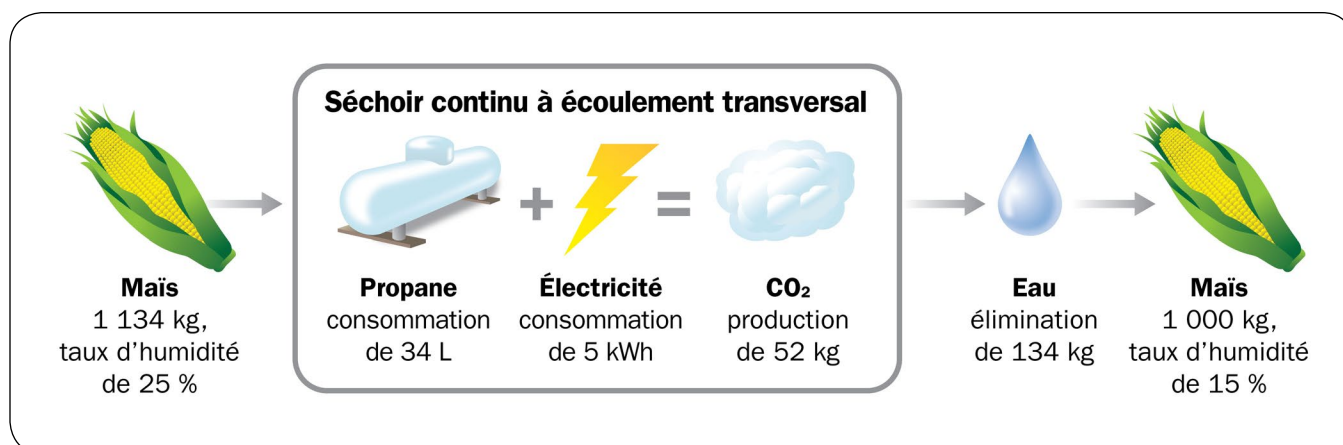 Séchoir continu à écoulement transversal
+
=
Maïs
1 134 kg,
taux d’humidité
de 25 %
Propane
consommation
de 34 L
Électricité
consommation
de 5 kWh
CO₂
production
de 52 kg
Eau
élimination
de 134 kg
Maïs
1 000 kg,
taux d’humidité
de 15 %